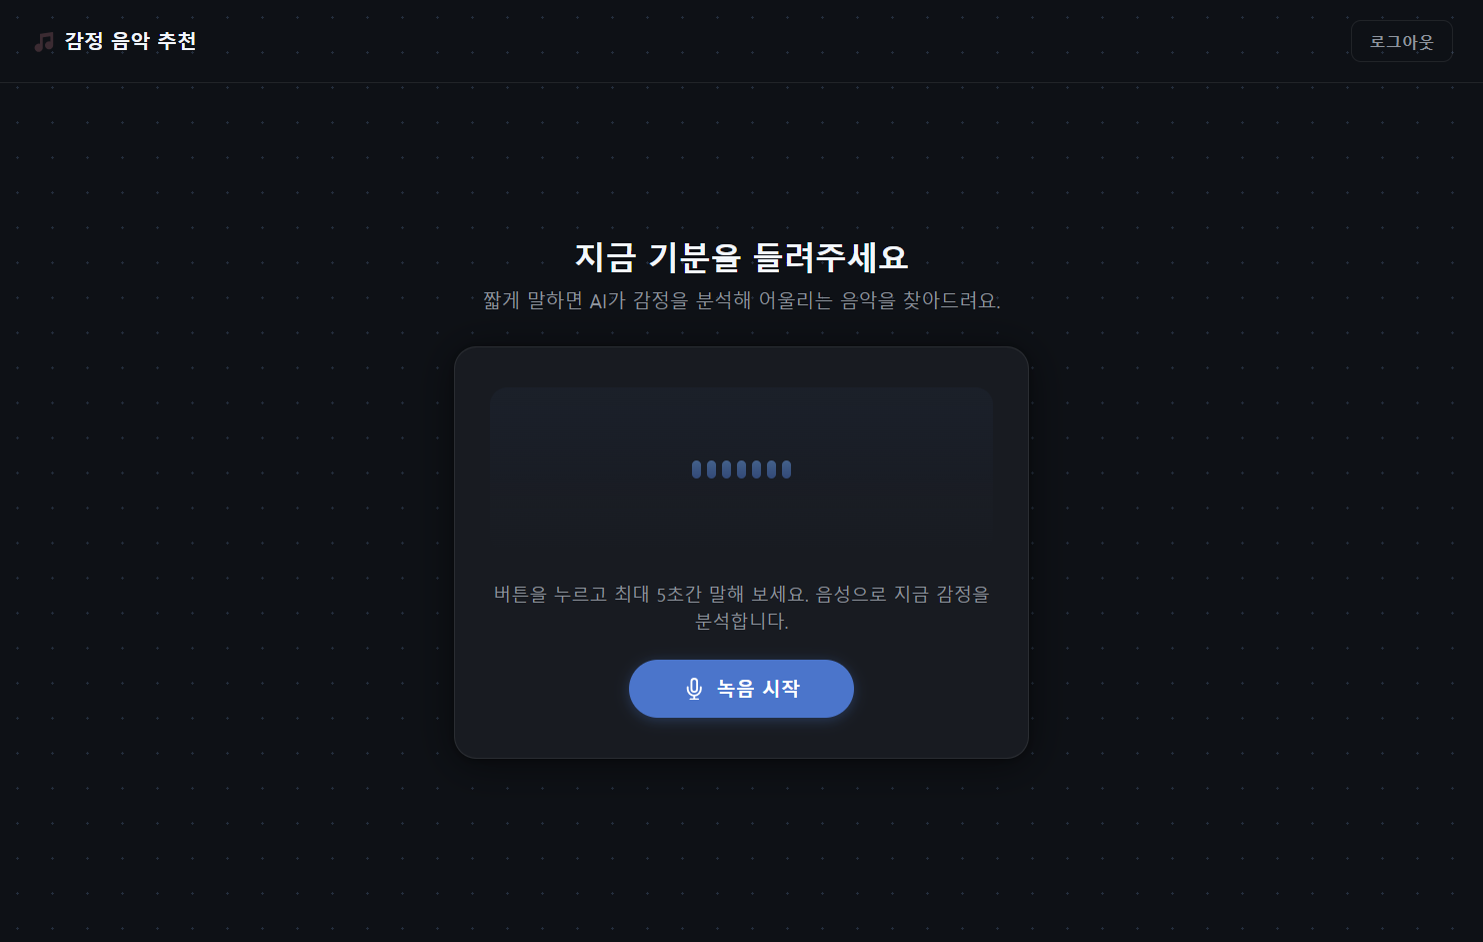 감정 음악 추천
로그아웃
지금 기분을 들려주세요
짧게 말하면 AI가 감정을 분석해 어울리는 음악을 찾아드려요.
버튼을 누르고 최대 5초간 말해 보세요. 음성으로 지금 감정을
분석합니다.
녹음 시작